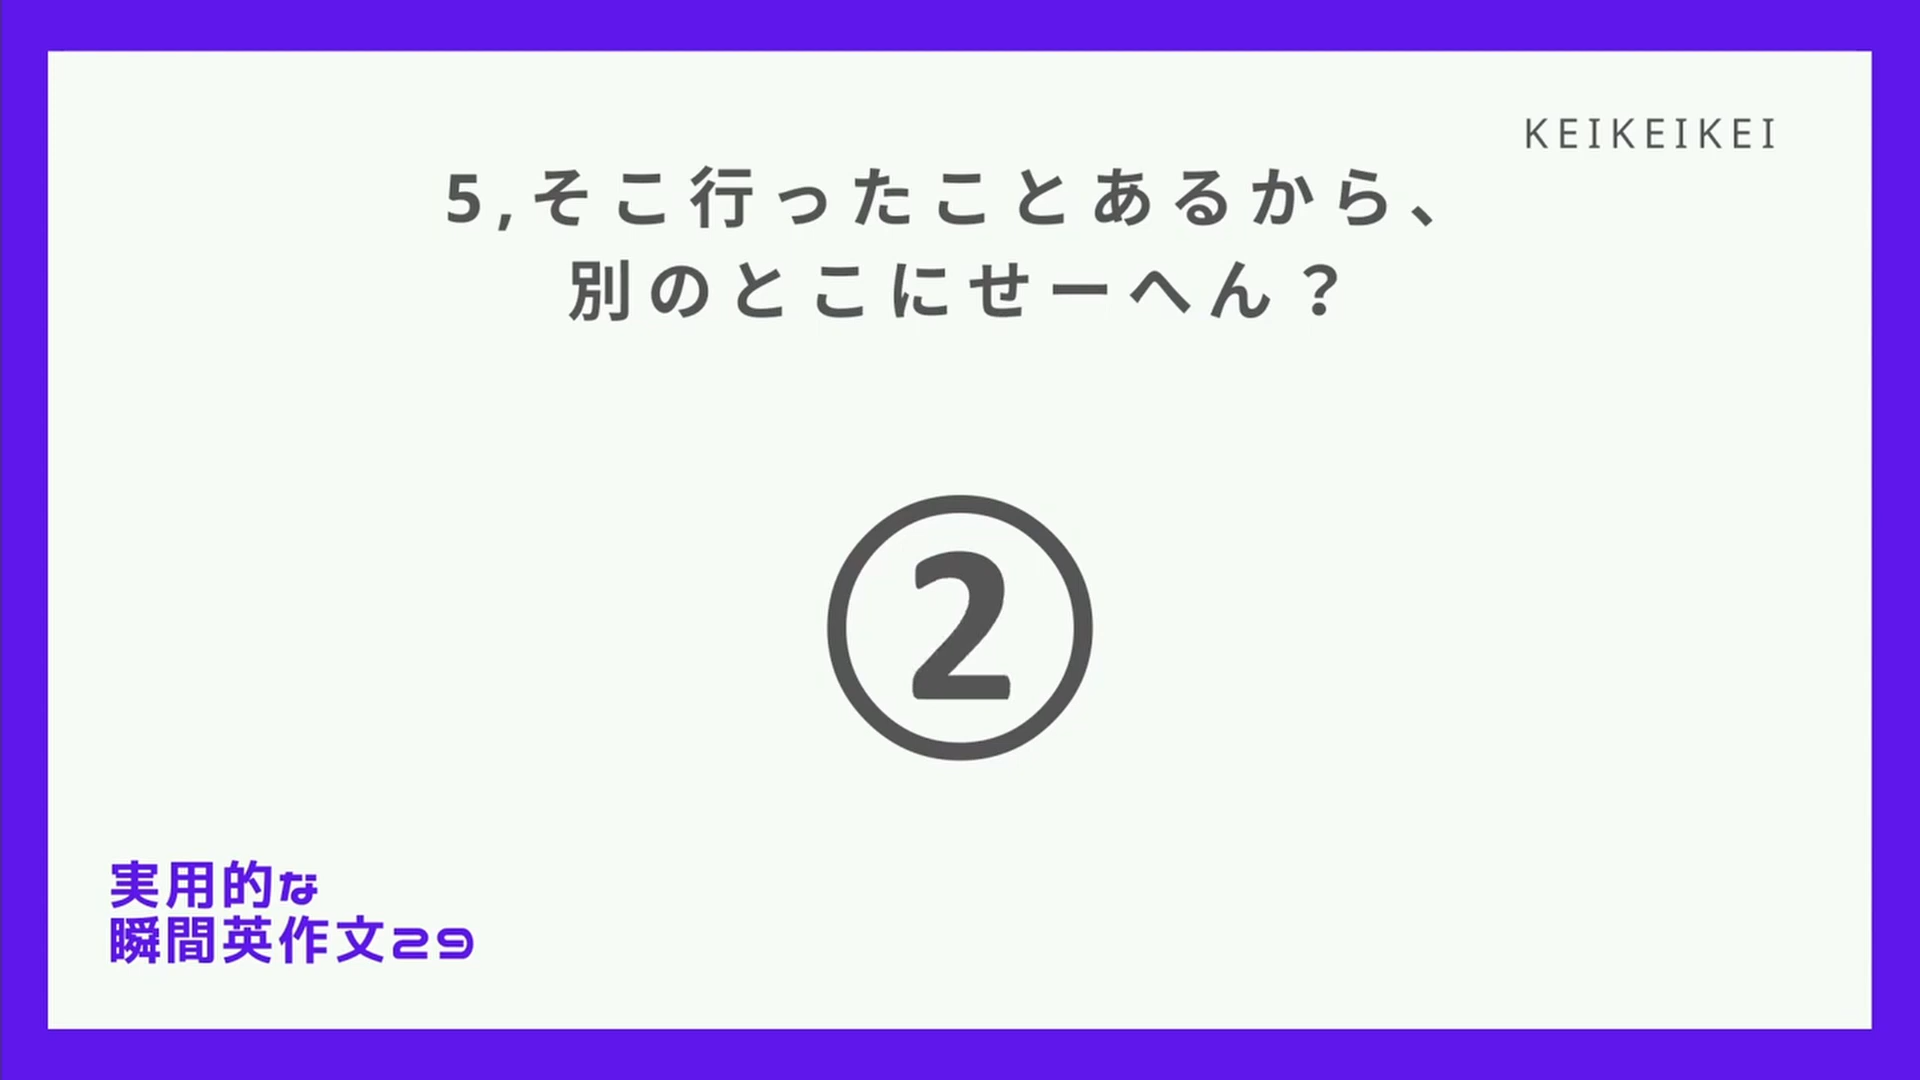 KEIKEIKEI
5,そこ行ったことあるから、
別のとこにせーへん？
2
実用的な
瞬間英作文29